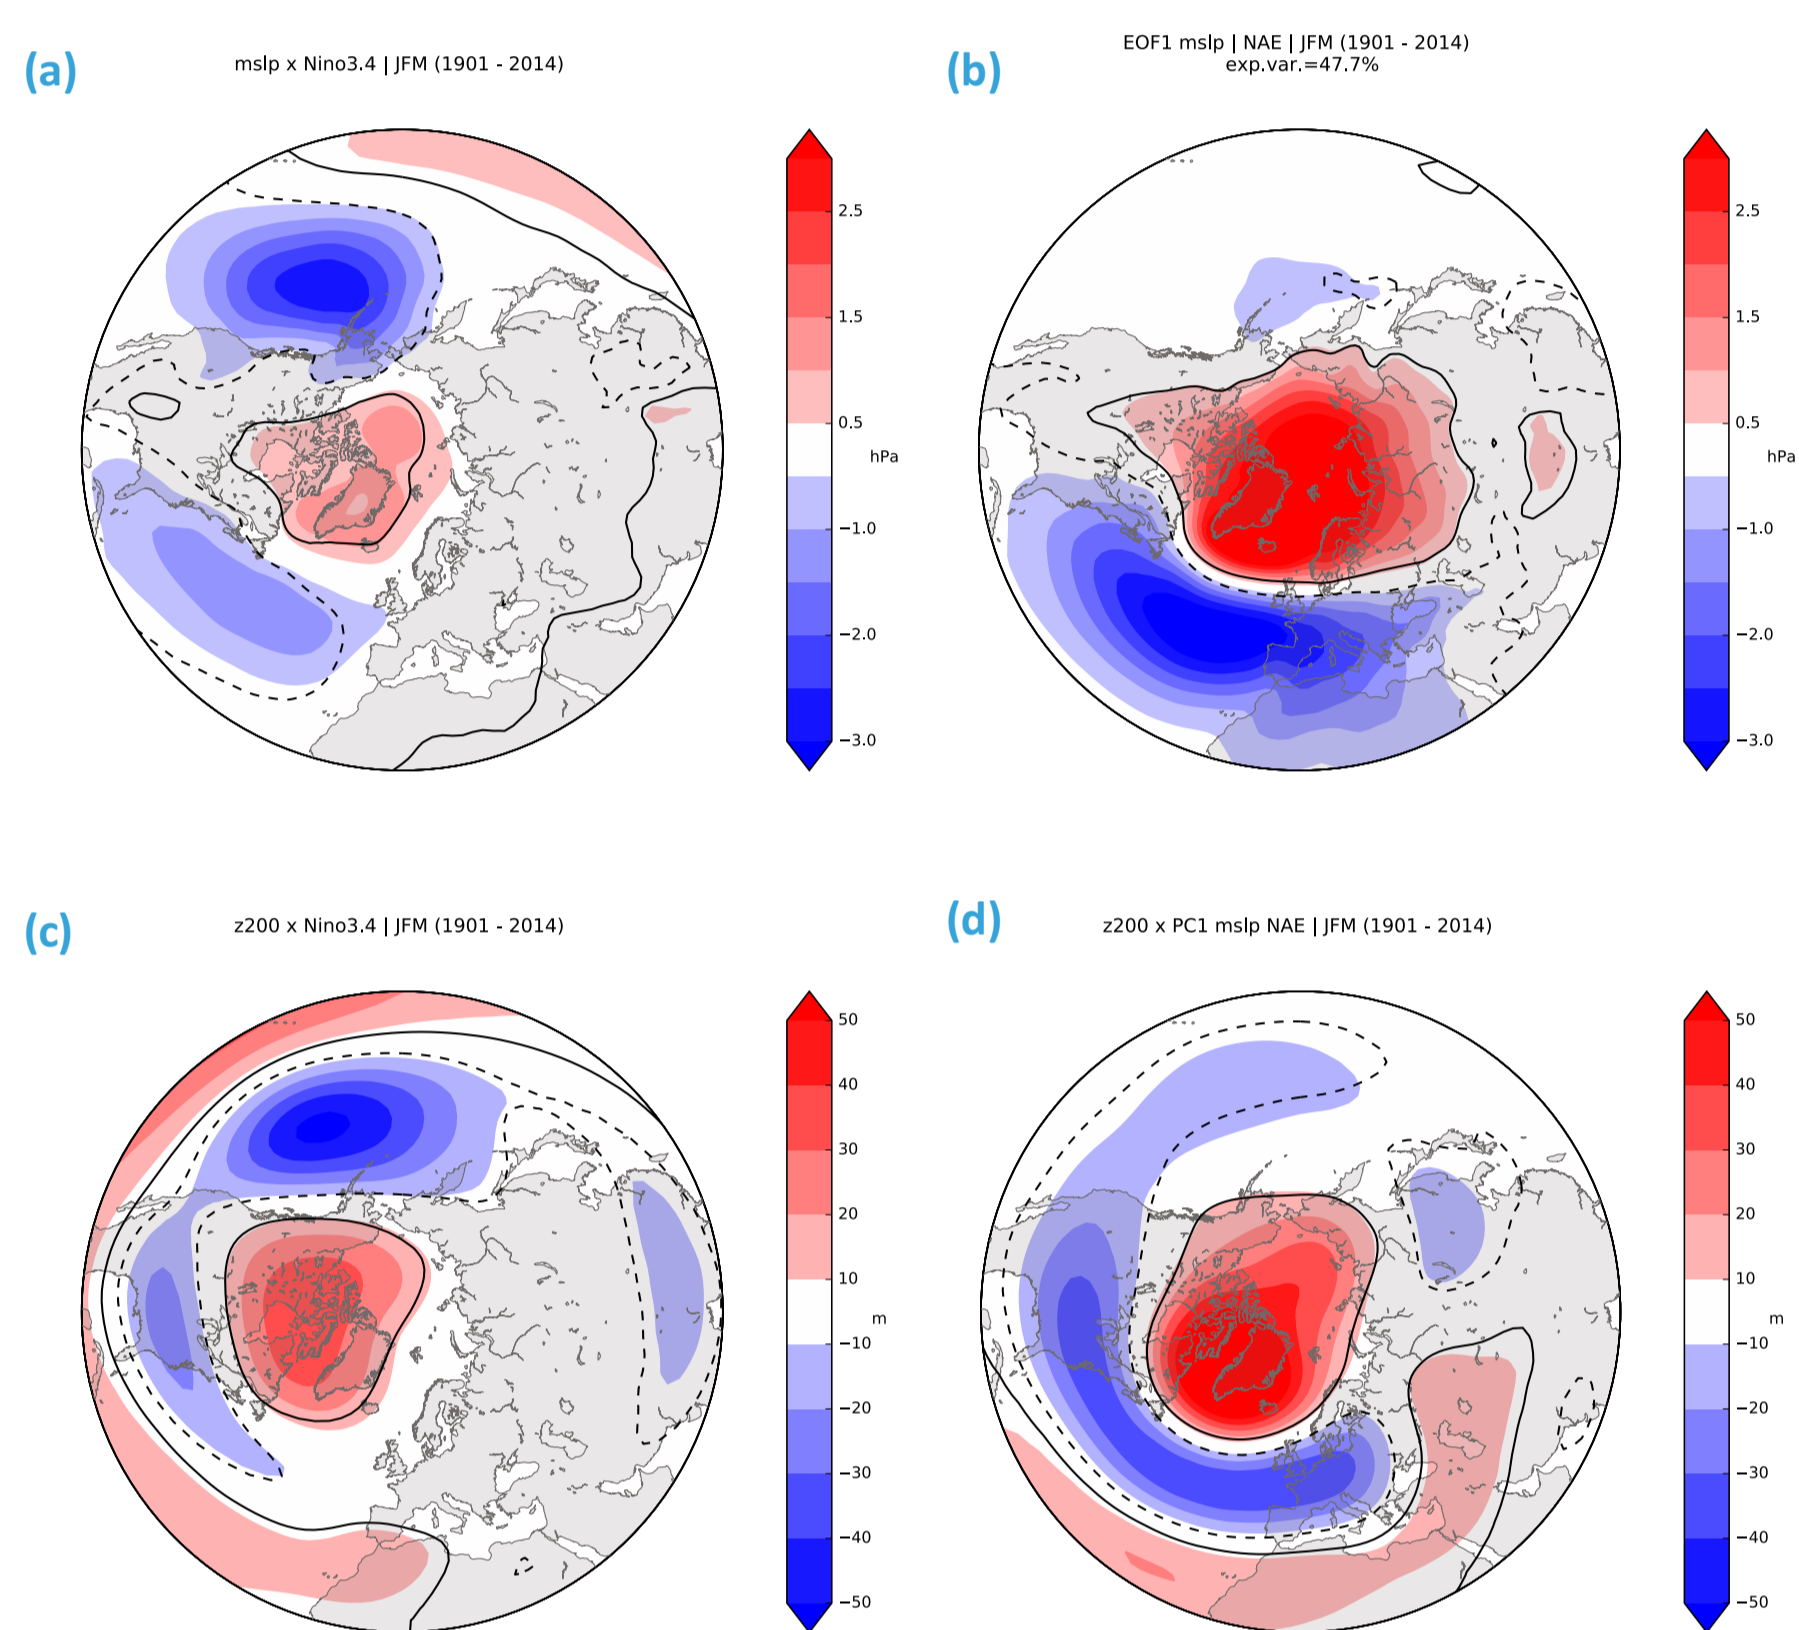 (a)
mslp x Nino3.4 | JFM (1901 - 2014)
2.5
1.5
0.5
hPa
−1.0
−2.0
−3.0
(b)
EOF1 mslp | NAE | JFM (1901 - 2014)
exp.var.=47.7%
2.5
1.5
0.5
hPa
−1.0
−2.0
−3.0
(c)
z200 x Nino3.4 | JFM (1901 - 2014)
50
40
30
20
10
m
−10
−20
−30
−40
−50
(d)
z200 x PC1 mslp NAE | JFM (1901 - 2014)
50
40
30
20
10
m
−10
−20
−30
−40
−50